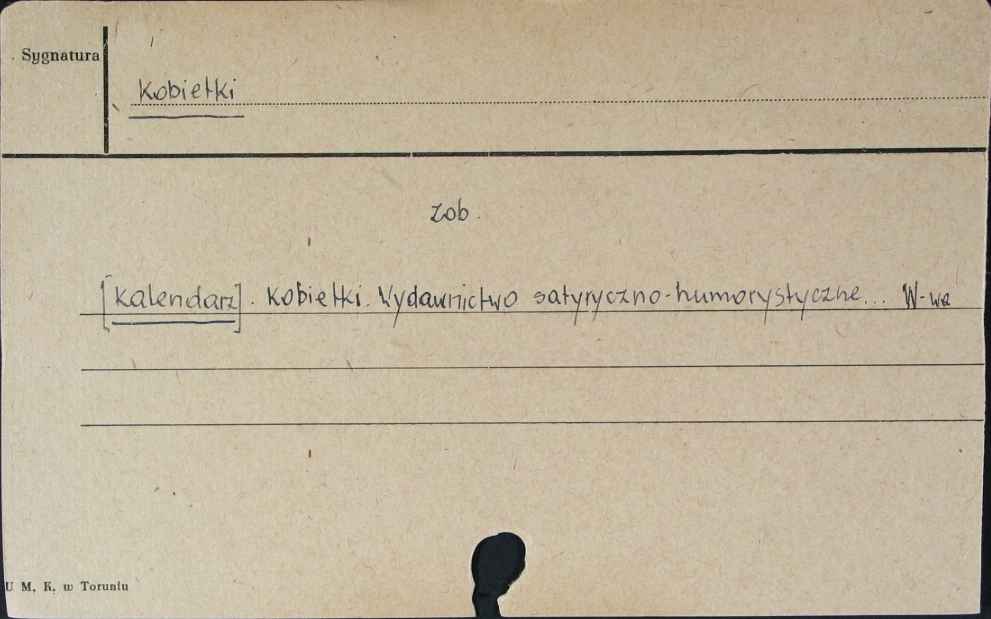 Sygnatura
Kobietki
zob.
[Kalendarz]. Kobietki. Wydawnictwo satyryczno-humorystyczne... W-wa
U M. K. w Toruniu